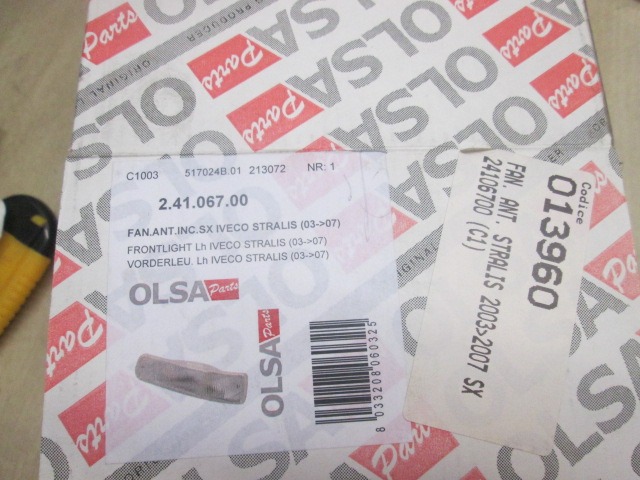 OLSA Parts
ORIGINAL
PRODUCER
C1003 517024B.01 213072 NR: 1
2.41.067.00
FAN.ANT.INC.SX IVECO STRALIS (03->07)
FRONTLIGHT Lh IVECO STRALIS (03->07)
VORDERLEU. Lh IVECO STRALIS (03->07)
OLSA Parts
OLSA Parts
8 033208 060325
Codice
013960
FAN. ANT. STRALIS 2003>2007 SX
24106700 (C1)